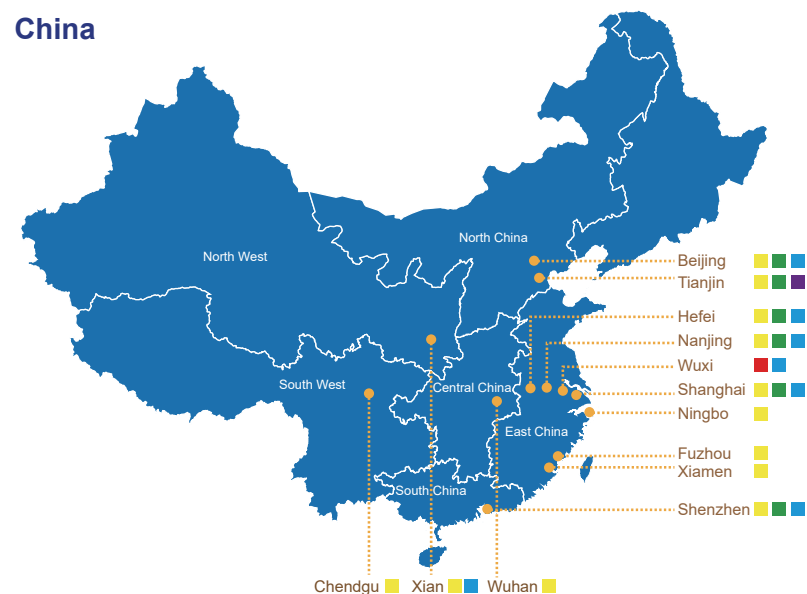 China
North West
North China
South West
Central China
East China
South China
Beijing
Tianjin
Hefei
Nanjing
Wuxi
Shanghai
Ningbo
Fuzhou
Xiamen
Shenzhen
Chendgu
Xian
Wuhan